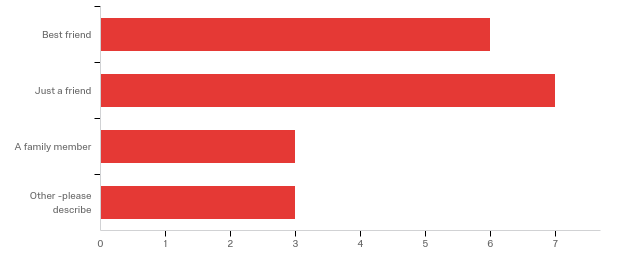 Best friend
Just a friend
A family member
Other -please
describe
0 1 2 3 4 5 6 7